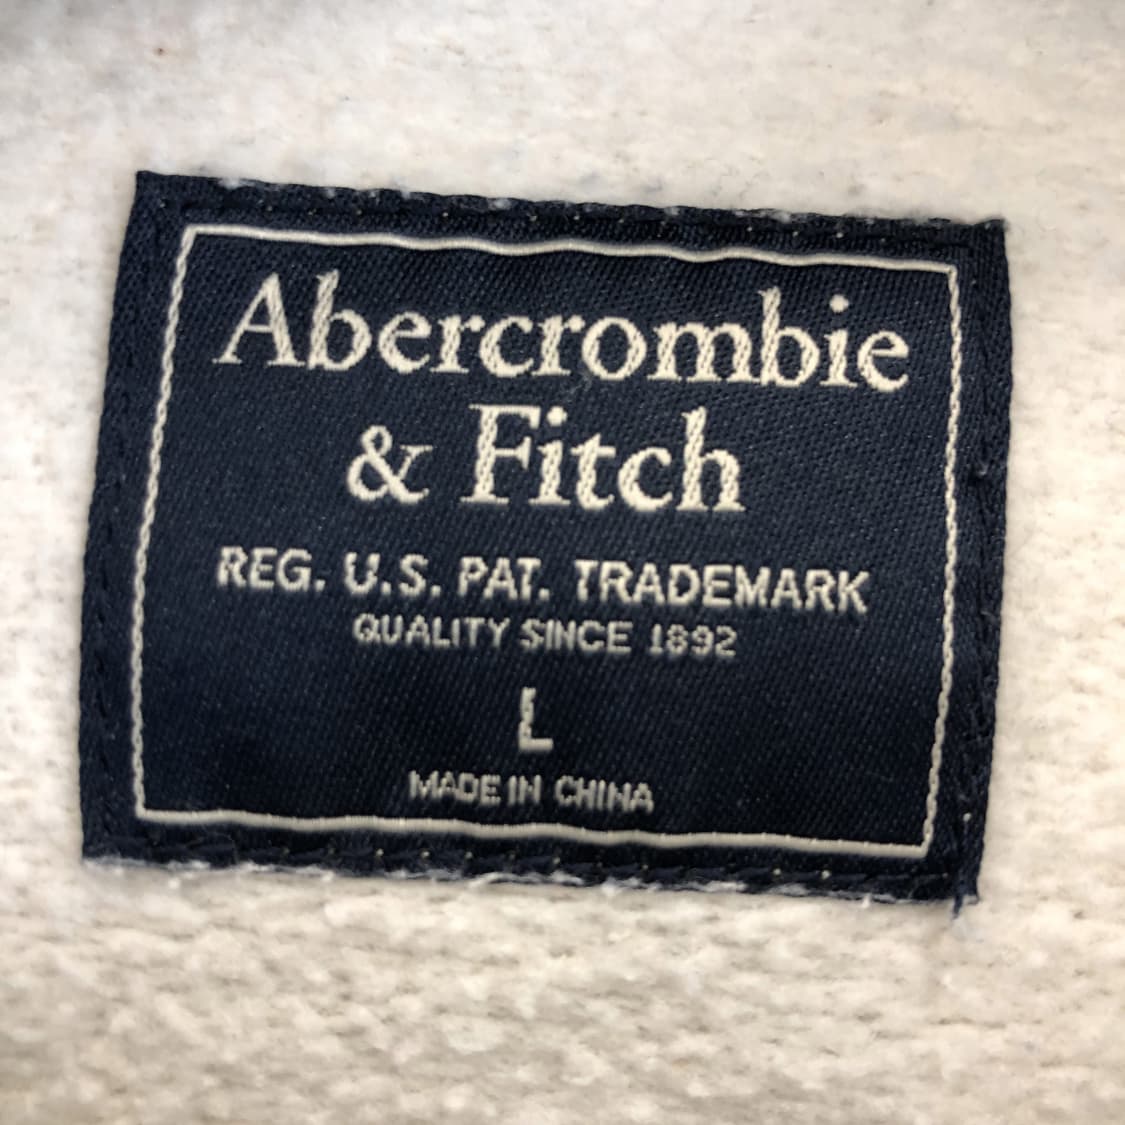 Abercrombie
& Fitch
REG. U.S. PAT. TRADEMARK
QUALITY SINCE 1892
L
MADE IN CHINA